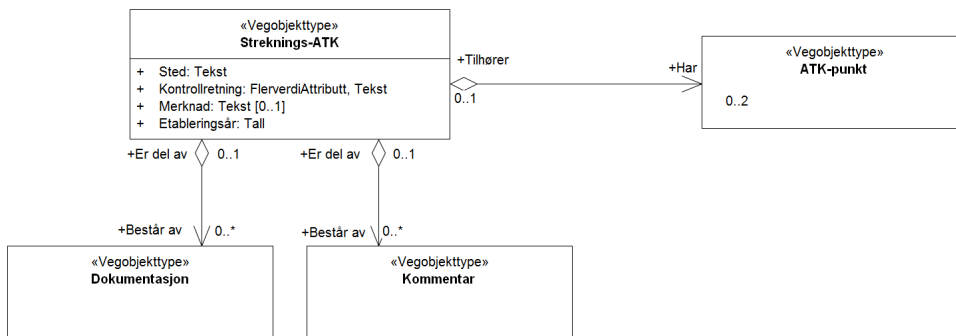 «Vegobjekttype»
Streknings-ATK
+ Sted: Tekst
+ Kontrollretning: FlerverdiAttributt, Tekst
+ Merknad: Tekst [0..1]
+ Etableringsår: Tall
+Tilhører
0..1
+Har
«Vegobjekttype»
ATK-punkt
0..2
+Er del av
0..1
+Er del av
0..1
+Består av
0..*
+Består av
0..*
«Vegobjekttype»
Dokumentasjon
«Vegobjekttype»
Kommentar